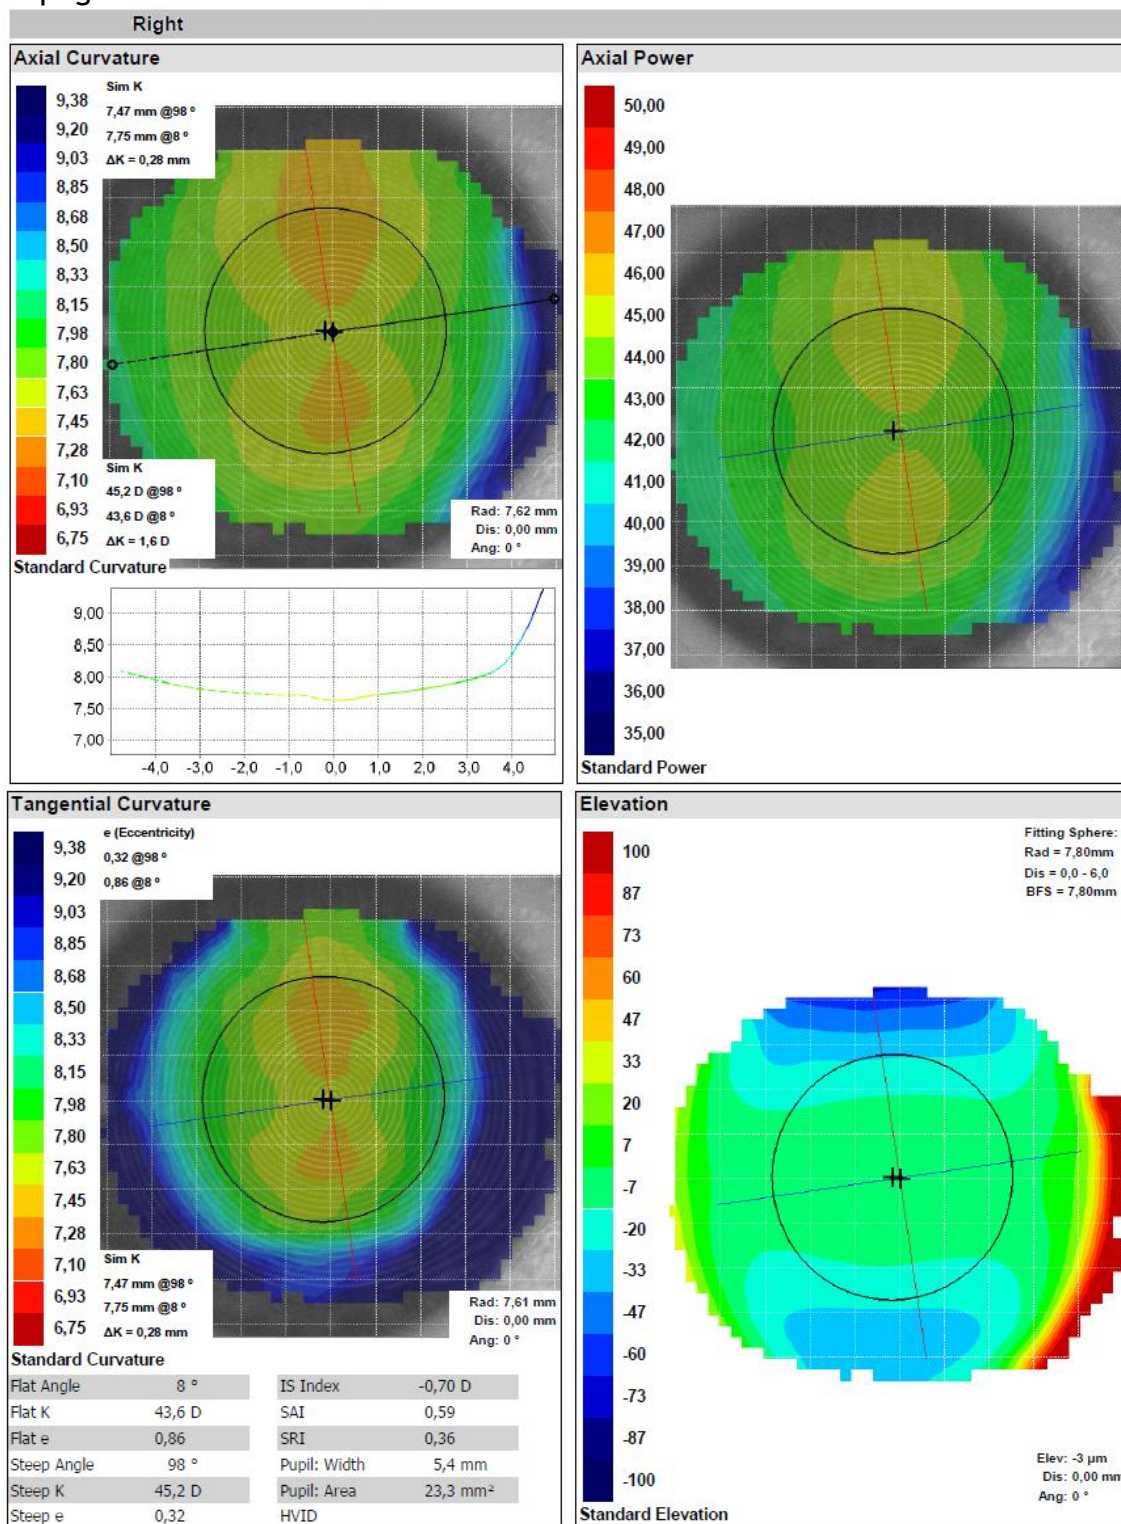 Right
Axial Curvature
Sim K
7,47 mm @98 °
7,75 mm @8 °
ΔK = 0,28 mm
9,38
9,20
9,03
8,85
8,68
8,50
8,33
8,15
7,98
7,80
7,63
7,45
7,28
7,10
6,93
6,75
Sim K
45,2 D @98 °
43,6 D @8 °
ΔK = 1,6 D
Rad: 7,62 mm
Dis: 0,00 mm
Ang: 0 °
Standard Curvature
9,00
8,50
8,00
7,50
7,00
-4,0 -3,0 -2,0 -1,0 0,0 1,0 2,0 3,0 4,0
Axial Power
50,00
49,00
48,00
47,00
46,00
45,00
44,00
43,00
42,00
41,00
40,00
39,00
38,00
37,00
36,00
35,00
Standard Power
Tangential Curvature
e (Eccentricity)
0,32 @98 °
0,86 @8 °
9,38
9,20
9,03
8,85
8,68
8,50
8,33
8,15
7,98
7,80
7,63
7,45
7,28
7,10
6,93
6,75
Sim K
7,47 mm @98 °
7,75 mm @8 °
ΔK = 0,28 mm
Rad: 7,61 mm
Dis: 0,00 mm
Ang: 0 °
Standard Curvature
Flat Angle 8 ° IS Index -0,70 D
Flat K 43,6 D SAI 0,59
Flat e 0,86 SRI 0,36
Steep Angle 98 ° Pupil: Width 5,4 mm
Steep K 45,2 D Pupil: Area 23,3 mm²
Steep e 0,32 HVID
Elevation
Fitting Sphere:
Rad = 7,80mm
Dis = 0,0 - 6,0
BFS = 7,80mm
100
87
73
60
47
33
20
7
-7
-20
-33
-47
-60
-73
-87
-100
Elev: -3 µm
Dis: 0,00 mm
Ang: 0 °
Standard Elevation